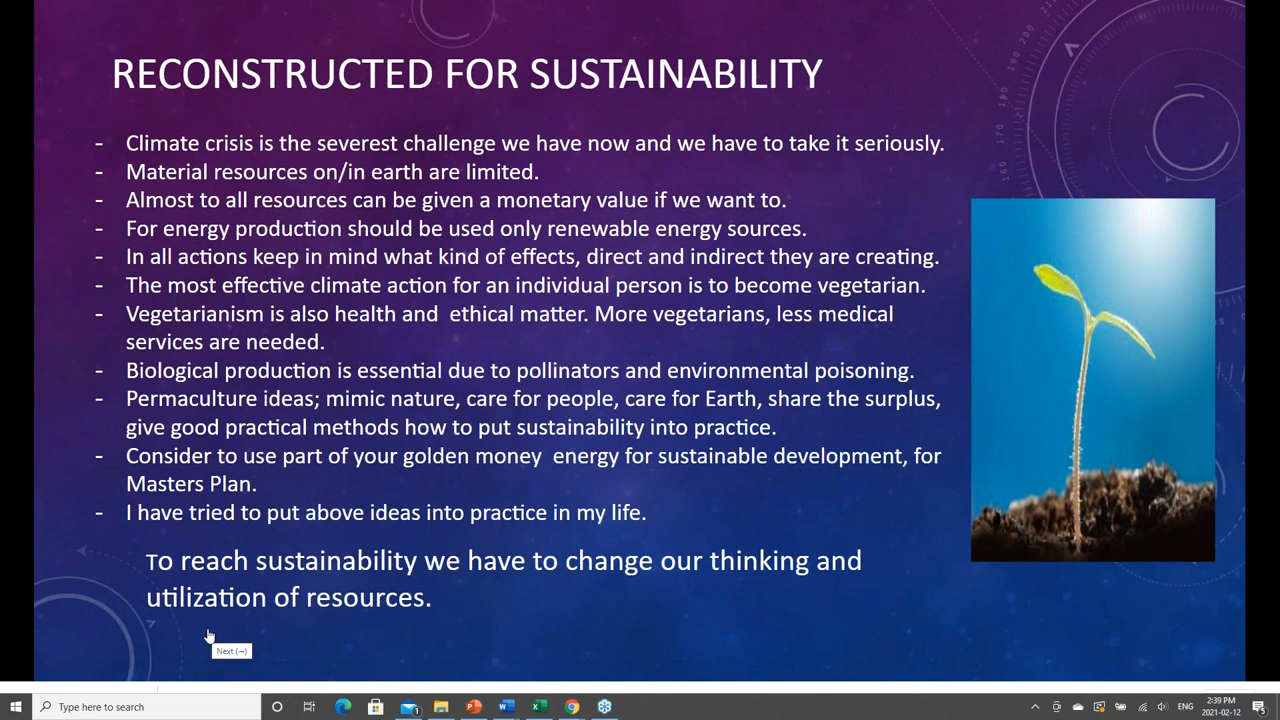 RECONSTRUCTED FOR SUSTAINABILITY
- Climate crisis is the severest challenge we have now and we have to take it seriously.
- Material resources on/in earth are limited.
- Almost to all resources can be given a monetary value if we want to.
- For energy production should be used only renewable energy sources.
- In all actions keep in mind what kind of effects, direct and indirect they are creating.
- The most effective climate action for an individual person is to become vegetarian.
- Vegetarianism is also health and  ethical matter. More vegetarians, less medical
services are needed.
- Biological production is essential due to pollinators and environmental poisoning.
- Permaculture ideas; mimic nature, care for people, care for Earth, share the surplus,
give good practical methods how to put sustainability into practice.
- Consider to use part of your golden money  energy for sustainable development, for
Masters Plan.
- I have tried to put above ideas into practice in my life.
To reach sustainability we have to change our thinking and
utilization of resources.
Next (→)
Type here to search
ENG
2:39 PM
2021-02-12